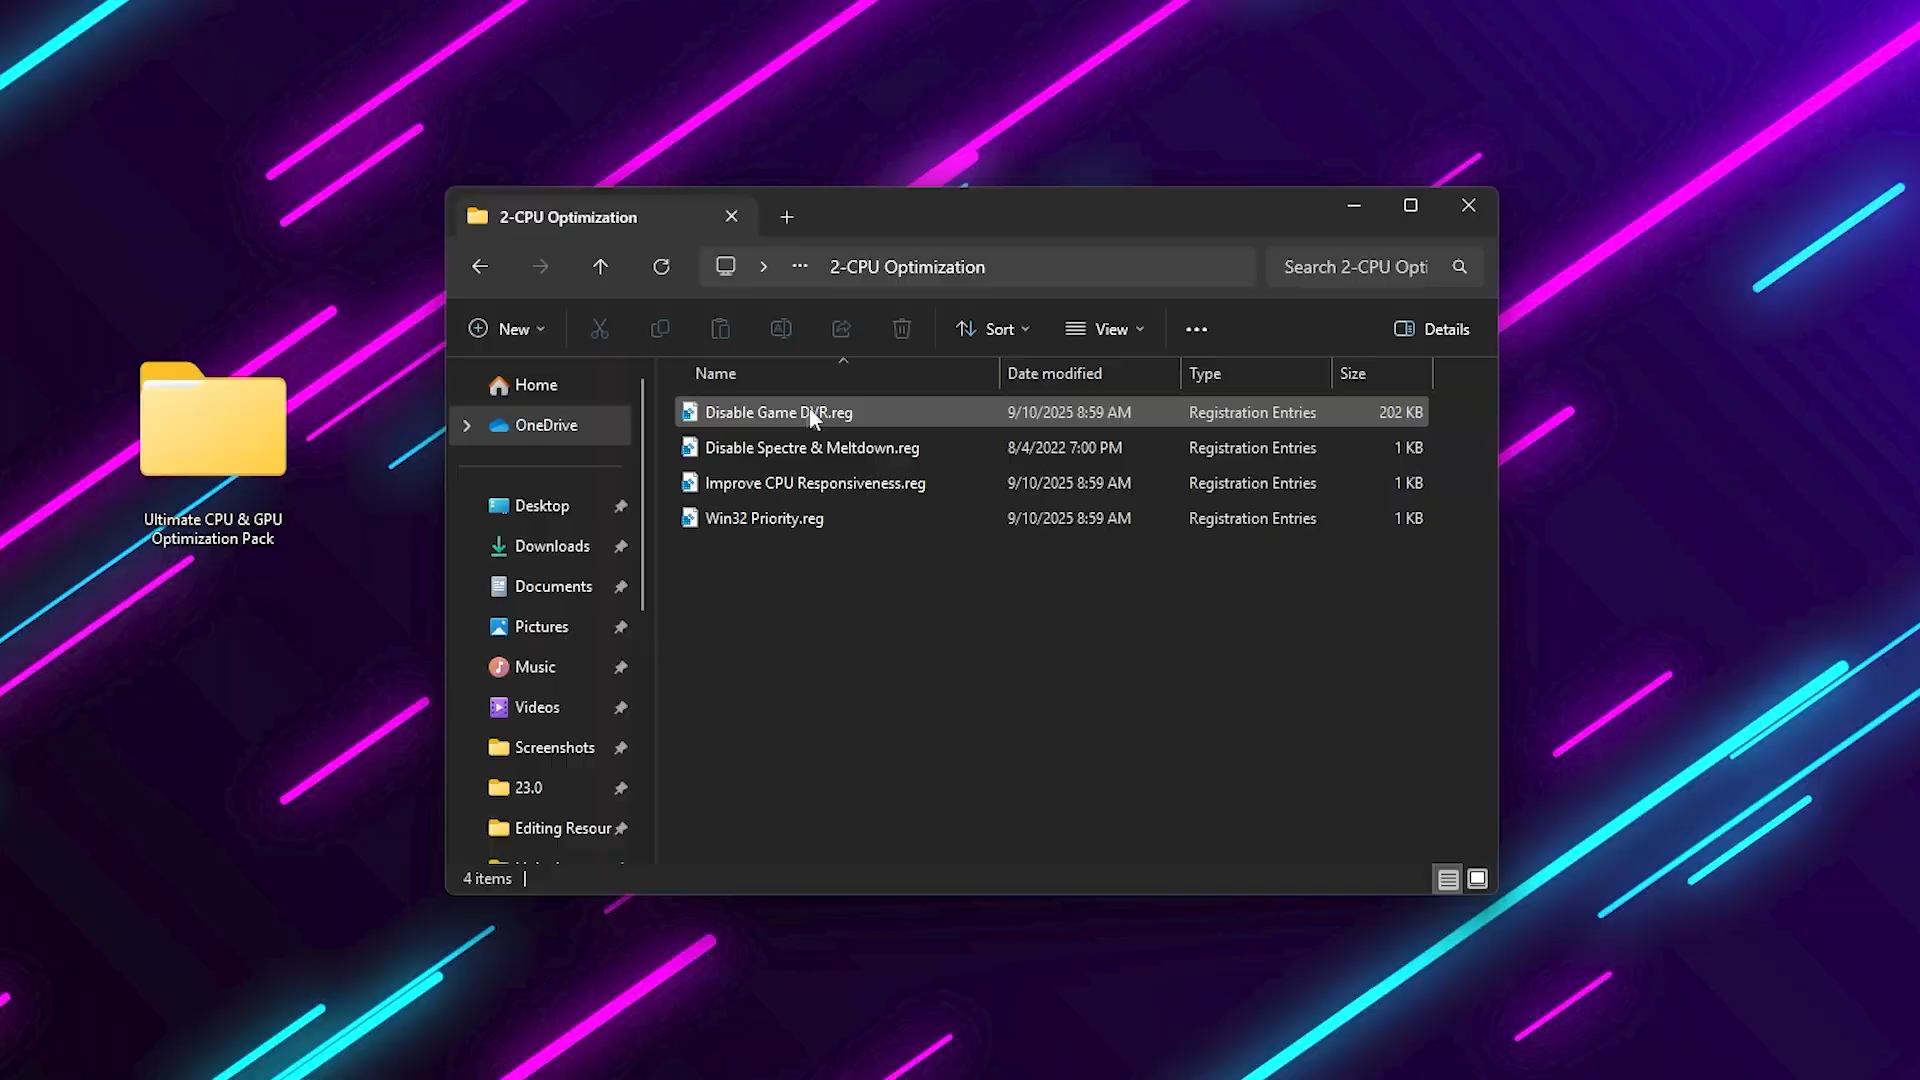 2-CPU Optimization
2-CPU Optimization
Search 2-CPU Opti
New
Sort
View
Details
Name
Date modified
Type
Size
Disable Game DVR.reg 9/10/2025 8:59 AM Registration Entries 202 KB
Disable Spectre & Meltdown.reg 8/4/2022 7:00 PM Registration Entries 1 KB
Improve CPU Responsiveness.reg 9/10/2025 8:59 AM Registration Entries 1 KB
Win32 Priority.reg 9/10/2025 8:59 AM Registration Entries 1 KB
Home
OneDrive
Desktop
Downloads
Documents
Pictures
Music
Videos
Screenshots
23.0
Editing Resour
4 items
Ultimate CPU & GPU
Optimization Pack